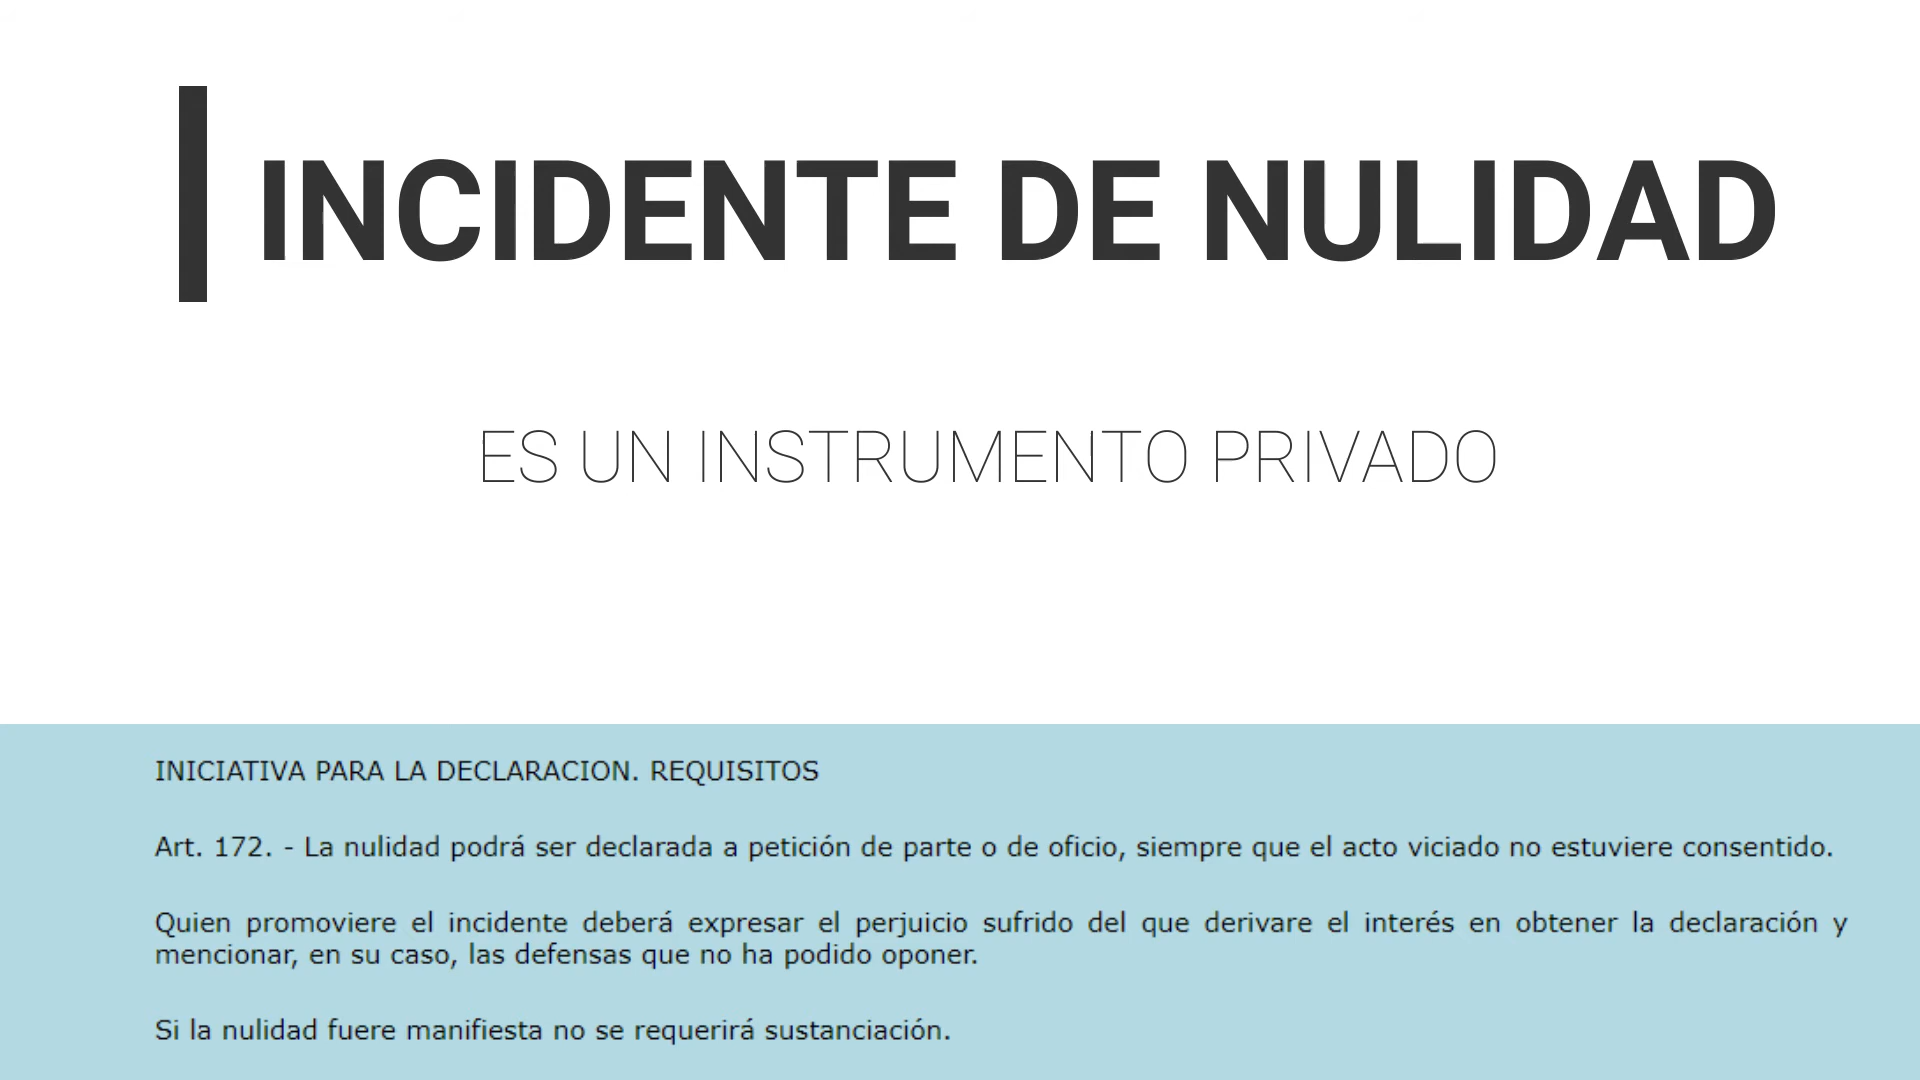 INCIDENTE DE NULIDAD
ES UN INSTRUMENTO PRIVADO
INICIATIVA PARA LA DECLARACION. REQUISITOS
Art. 172. - La nulidad podrá ser declarada a petición de parte o de oficio, siempre que el acto viciado no estuviere consentido.
Quien promoviere el incidente deberá expresar el perjuicio sufrido del que derivare el interés en obtener la declaración y
mencionar, en su caso, las defensas que no ha podido oponer.
Si la nulidad fuere manifiesta no se requerirá sustanciación.